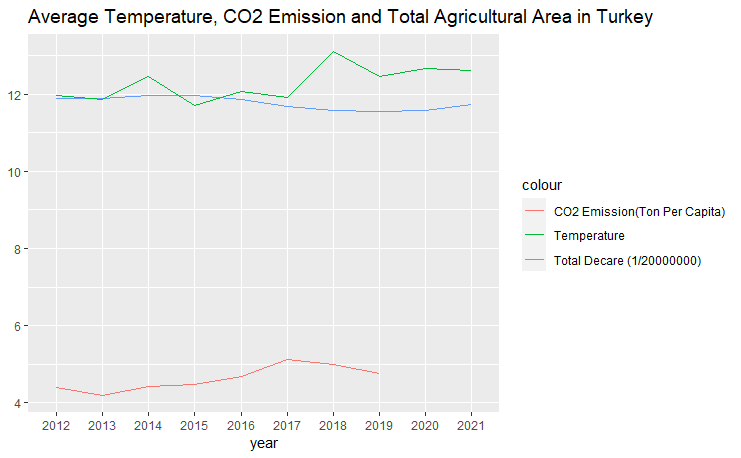 Average Temperature, CO2 Emission and Total Agricultural Area in Turkey
12
10
8
6
4
2012 2013 2014 2015 2016 2017 2018 2019 2020 2021
year
colour
CO2 Emission(Ton Per Capita)
Temperature
Total Decare (1/20000000)